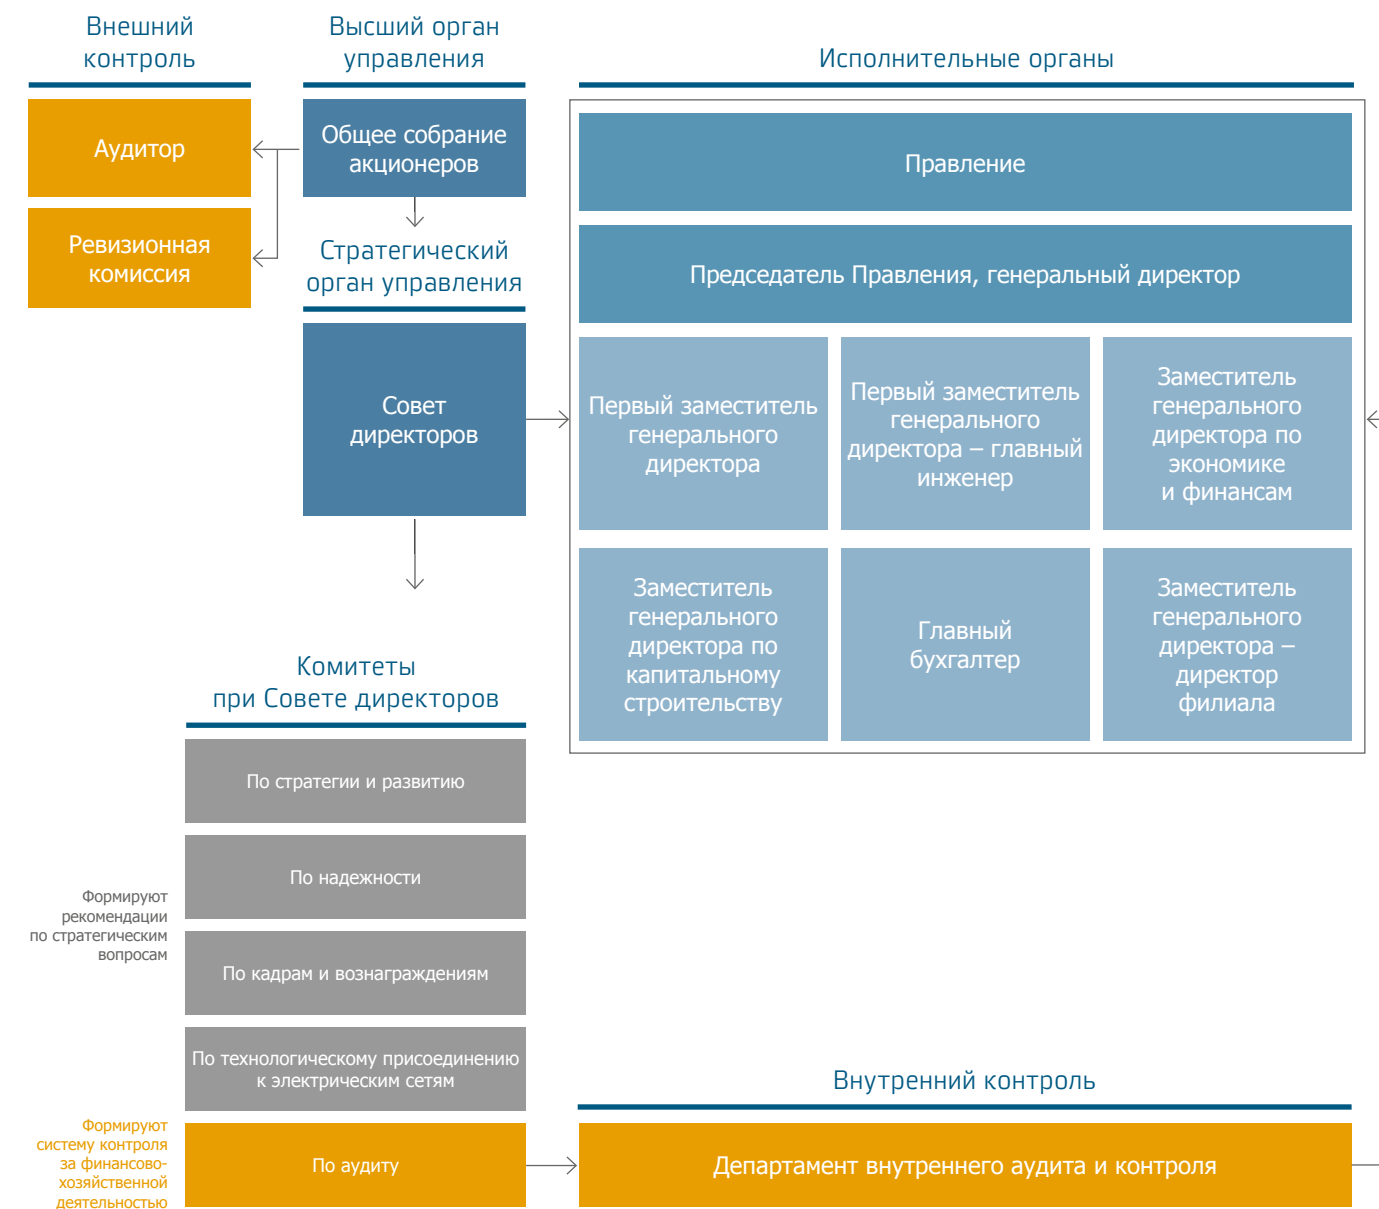 Внешний
контроль
Высший орган
управления
Исполнительные органы
Аудитор
Общее собрание
акционеров
Правление
Ревизионная
комиссия
Стратегический
орган управления
Председатель Правления, генеральный директор
Совет
директоров
Первый заместитель
генерального
директора
Первый заместитель
генерального
директора – главный
инженер
Заместитель
генерального
директора по
экономике
и финансам
Заместитель
генерального
директора по
капитальному
строительству
Главный
бухгалтер
Заместитель
генерального
директора –
директор
филиала
Комитеты
при Совете директоров
По стратегии и развитию
По надежности
Формируют
рекомендации
по стратегическим
вопросам
По кадрам и вознаграждениям
По технологическому присоединению
к электрическим сетям
Внутренний контроль
Формируют
систему контроля
за финансово-
хозяйственной
деятельностью
По аудиту
Департамент внутреннего аудита и контроля